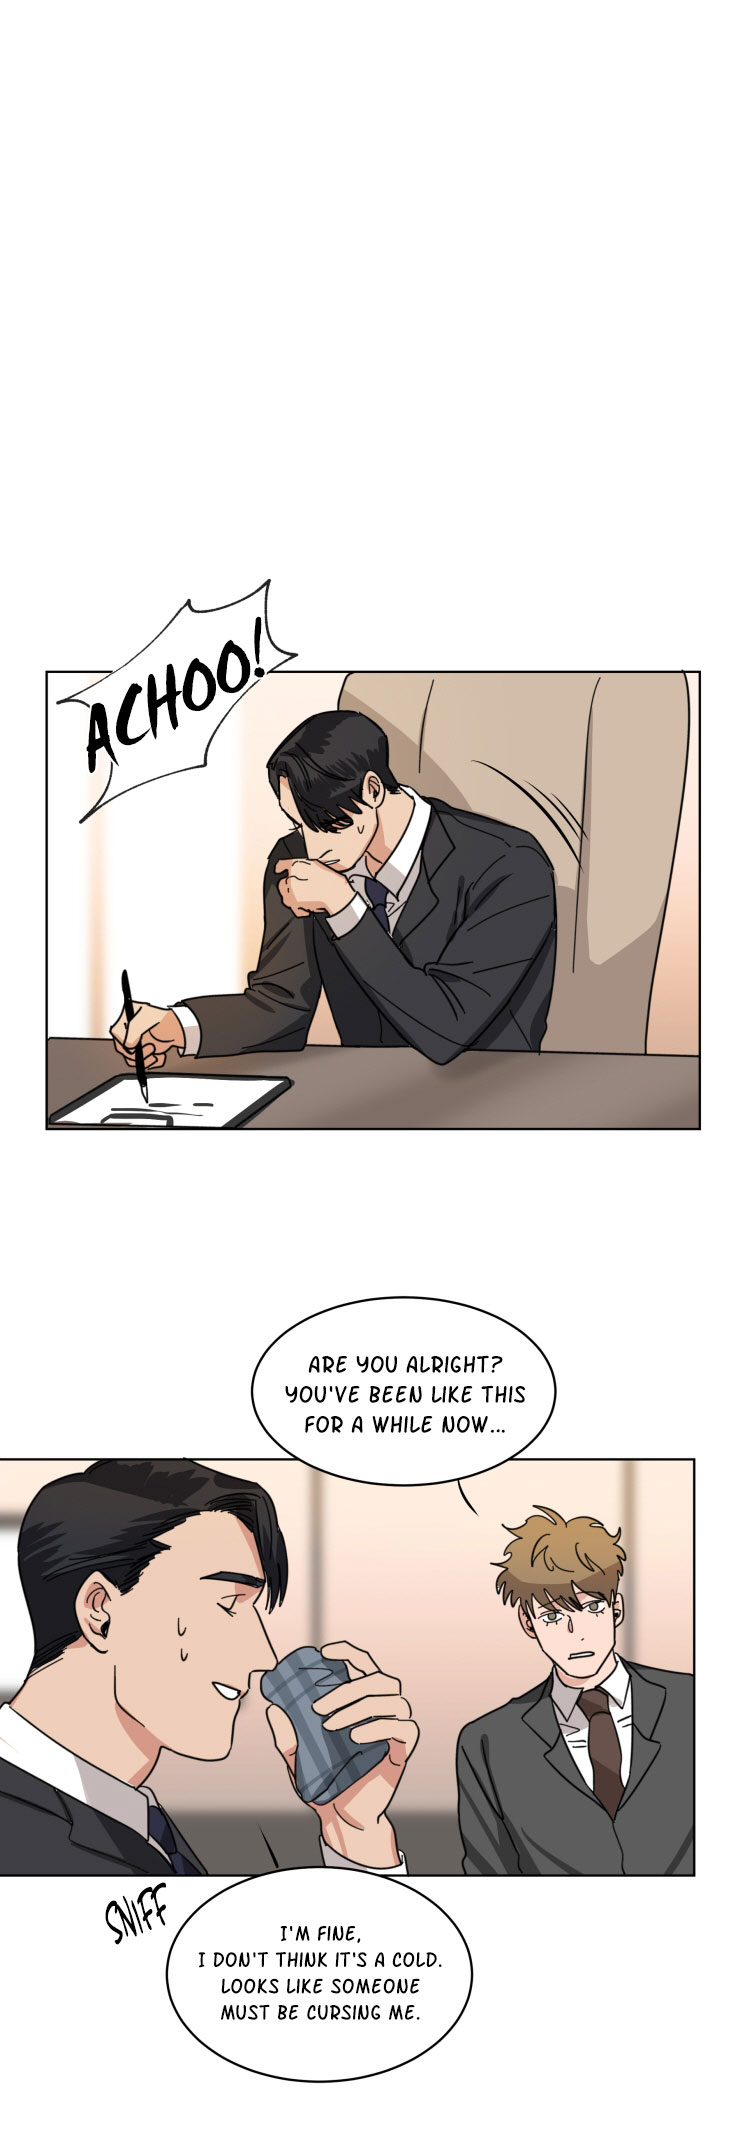 ACHOO!
ARE YOU ALRIGHT?
YOU'VE BEEN LIKE THIS
FOR A WHILE NOW...
SNIFF
I'M FINE,
I DON'T THINK IT'S A COLD.
LOOKS LIKE SOMEONE
MUST BE CURSING ME.